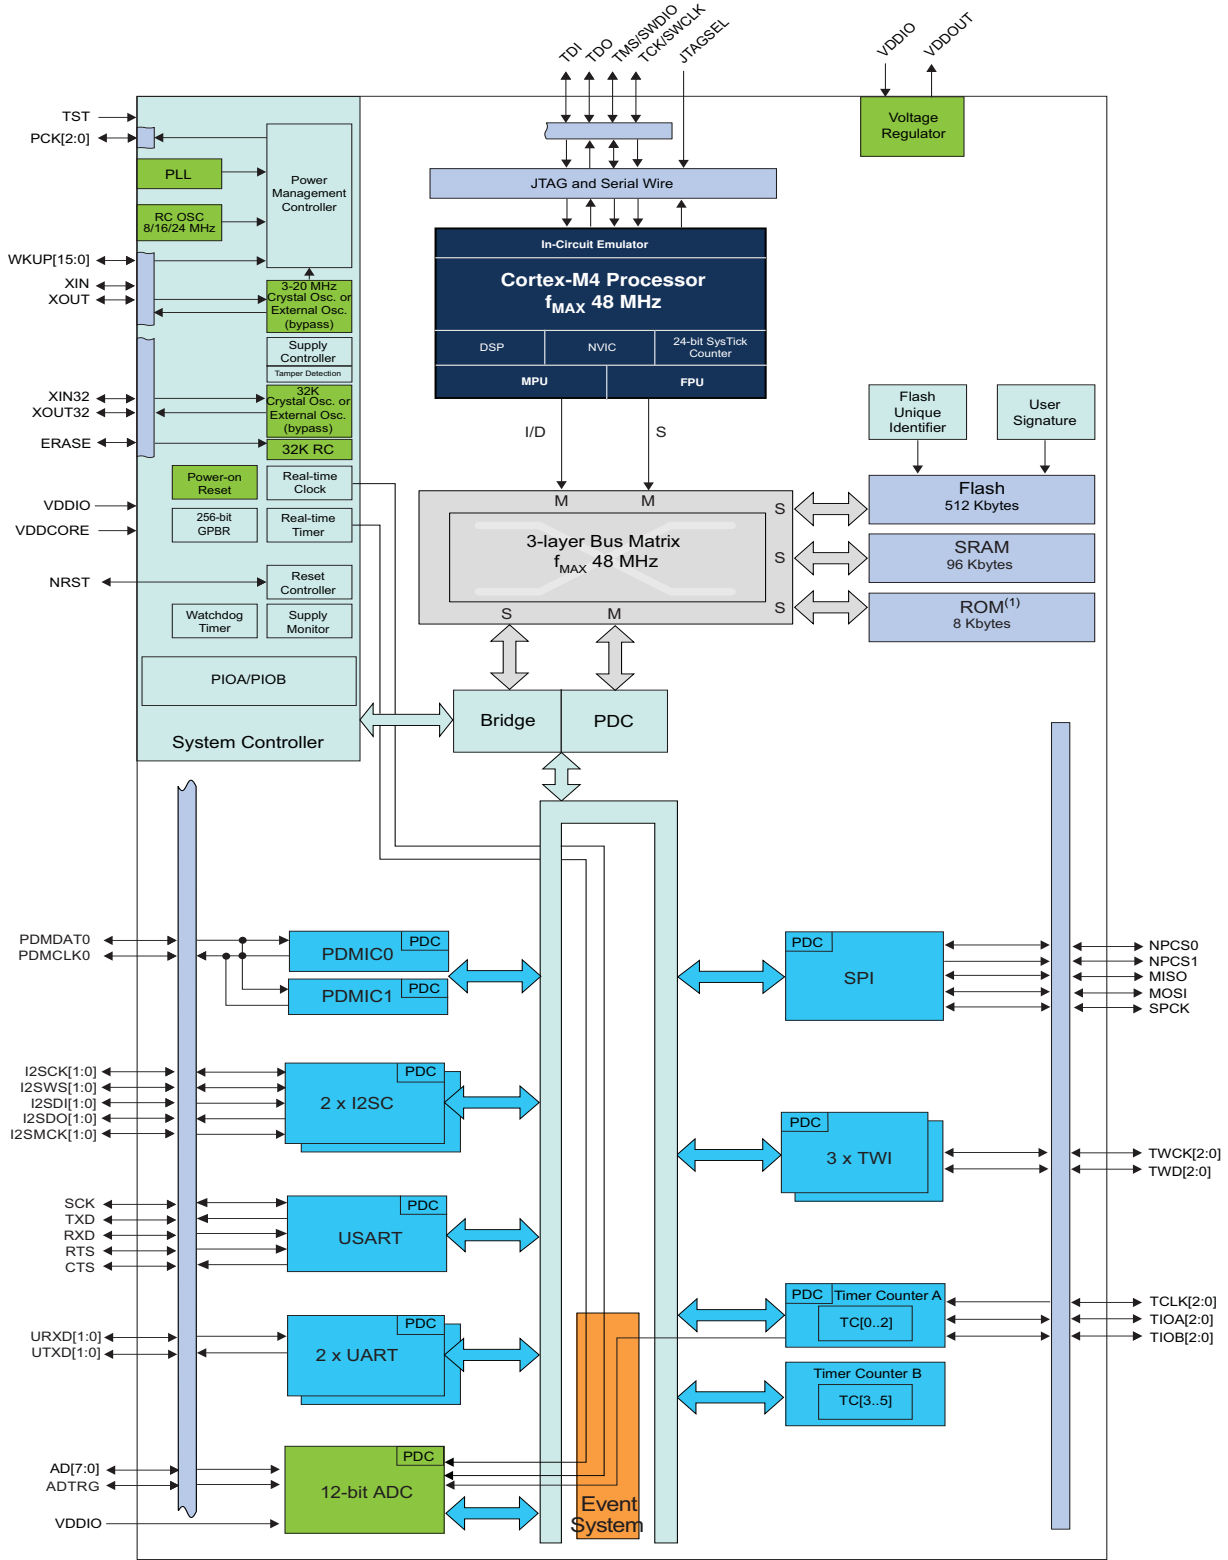 TDI
TDO
TMS/SWDIO
TCK/SWCLK
JTAGSEL
VDDIO
VDDOUT
TST
PCK[2:0]
PLL
RC OSC
8/16/24 MHz
Power
Management
Controller
Voltage
Regulator
JTAG and Serial Wire
WKUP[15:0]
XIN
XOUT
3-20 MHz
Crystal Osc. or
External Osc.
(bypass)
In-Circuit Emulator
Cortex-M4 Processor
fMAX 48 MHz
DSP
NVIC
24-bit SysTick
Counter
MPU
FPU
Supply
Controller
Tamper Detection
XIN32
XOUT32
32K
Crystal Osc. or
External Osc.
(bypass)
ERASE
32K RC
Flash
Unique
Identifier
User
Signature
I/D
S
Power-on
Reset
Real-time
Clock
VDDIO
VDDCORE
256-bit
GPBR
Real-time
Timer
NRST
Reset
Controller
Watchdog
Timer
Supply
Monitor
PIOA/PIOB
System Controller
M
M
S
3-layer Bus Matrix
fMAX 48 MHz
S
S
S
M
Flash
512 Kbytes
SRAM
96 Kbytes
ROM(1)
8 Kbytes
Bridge
PDC
PDMDAT0
PDMCLK0
PDC
PDMIC0
PDC
PDMIC1
PDC
SPI
NPCS0
NPCS1
MISO
MOSI
SPCK
I2SCK[1:0]
I2SWS[1:0]
I2SDI[1:0]
I2SDO[1:0]
I2SMCK[1:0]
PDC
2 x I2SC
PDC
3 x TWI
TWCK[2:0]
TWD[2:0]
SCK
TXD
RXD
RTS
CTS
PDC
USART
PDC
Timer Counter A
TC[0..2]
TCLK[2:0]
TIOA[2:0]
TIOB[2:0]
URXD[1:0]
UTXD[1:0]
PDC
2 x UART
Timer Counter B
TC[3..5]
AD[7:0]
ADTRG
VDDIO
PDC
12-bit ADC
Event
System